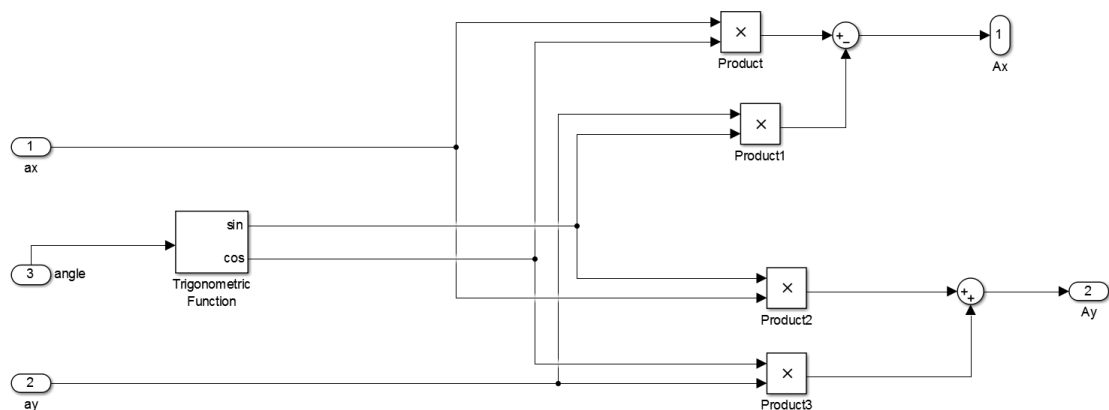 ×
Product
+
−
1
Ax
×
Product1
1
ax
sin
cos
Trigonometric
Function
3
angle
×
Product2
+
+
2
Ay
×
Product3
2
ay